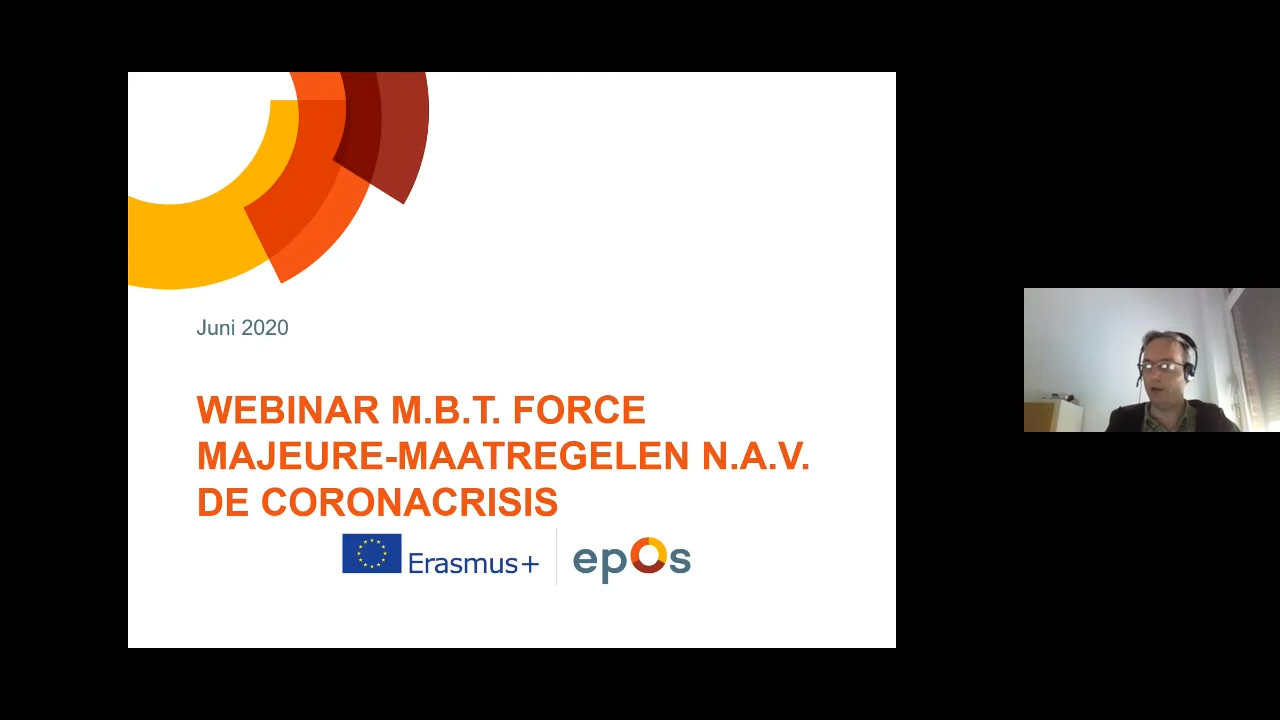 Juni 2020
WEBINAR M.B.T. FORCE
MAJEURE-MAATREGELEN N.A.V.
DE CORONACRISIS
Erasmus+
epos